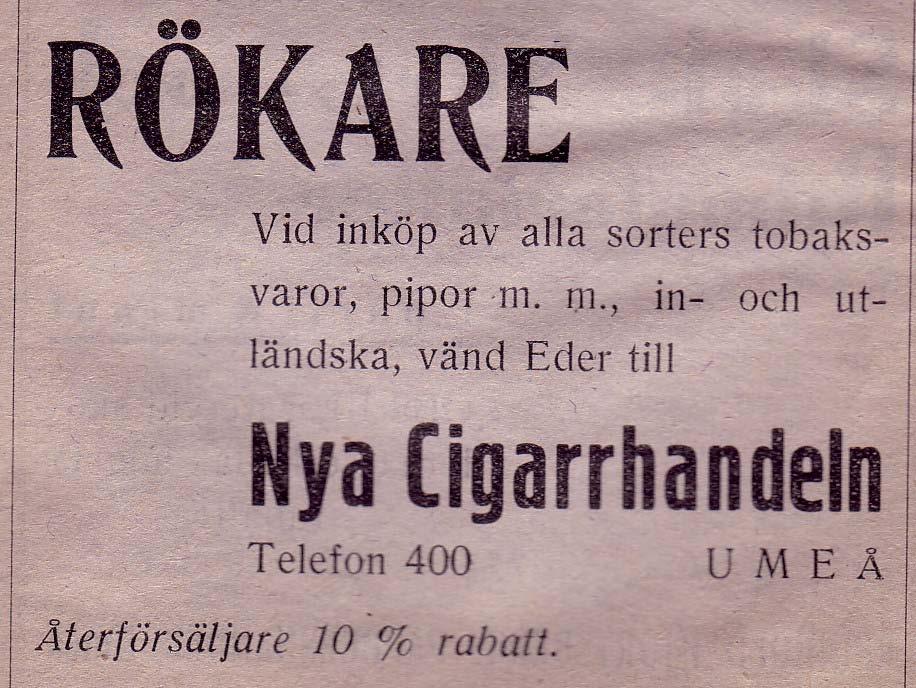 RÖKARE
Vid inköp av alla sorters tobaks-
varor, pipor m. m., in- och ut-
ländska, vänd Eder till
Nya Cigarrhandeln
Telefon 400 UMEÅ
Återförsäljare 10 % rabatt.